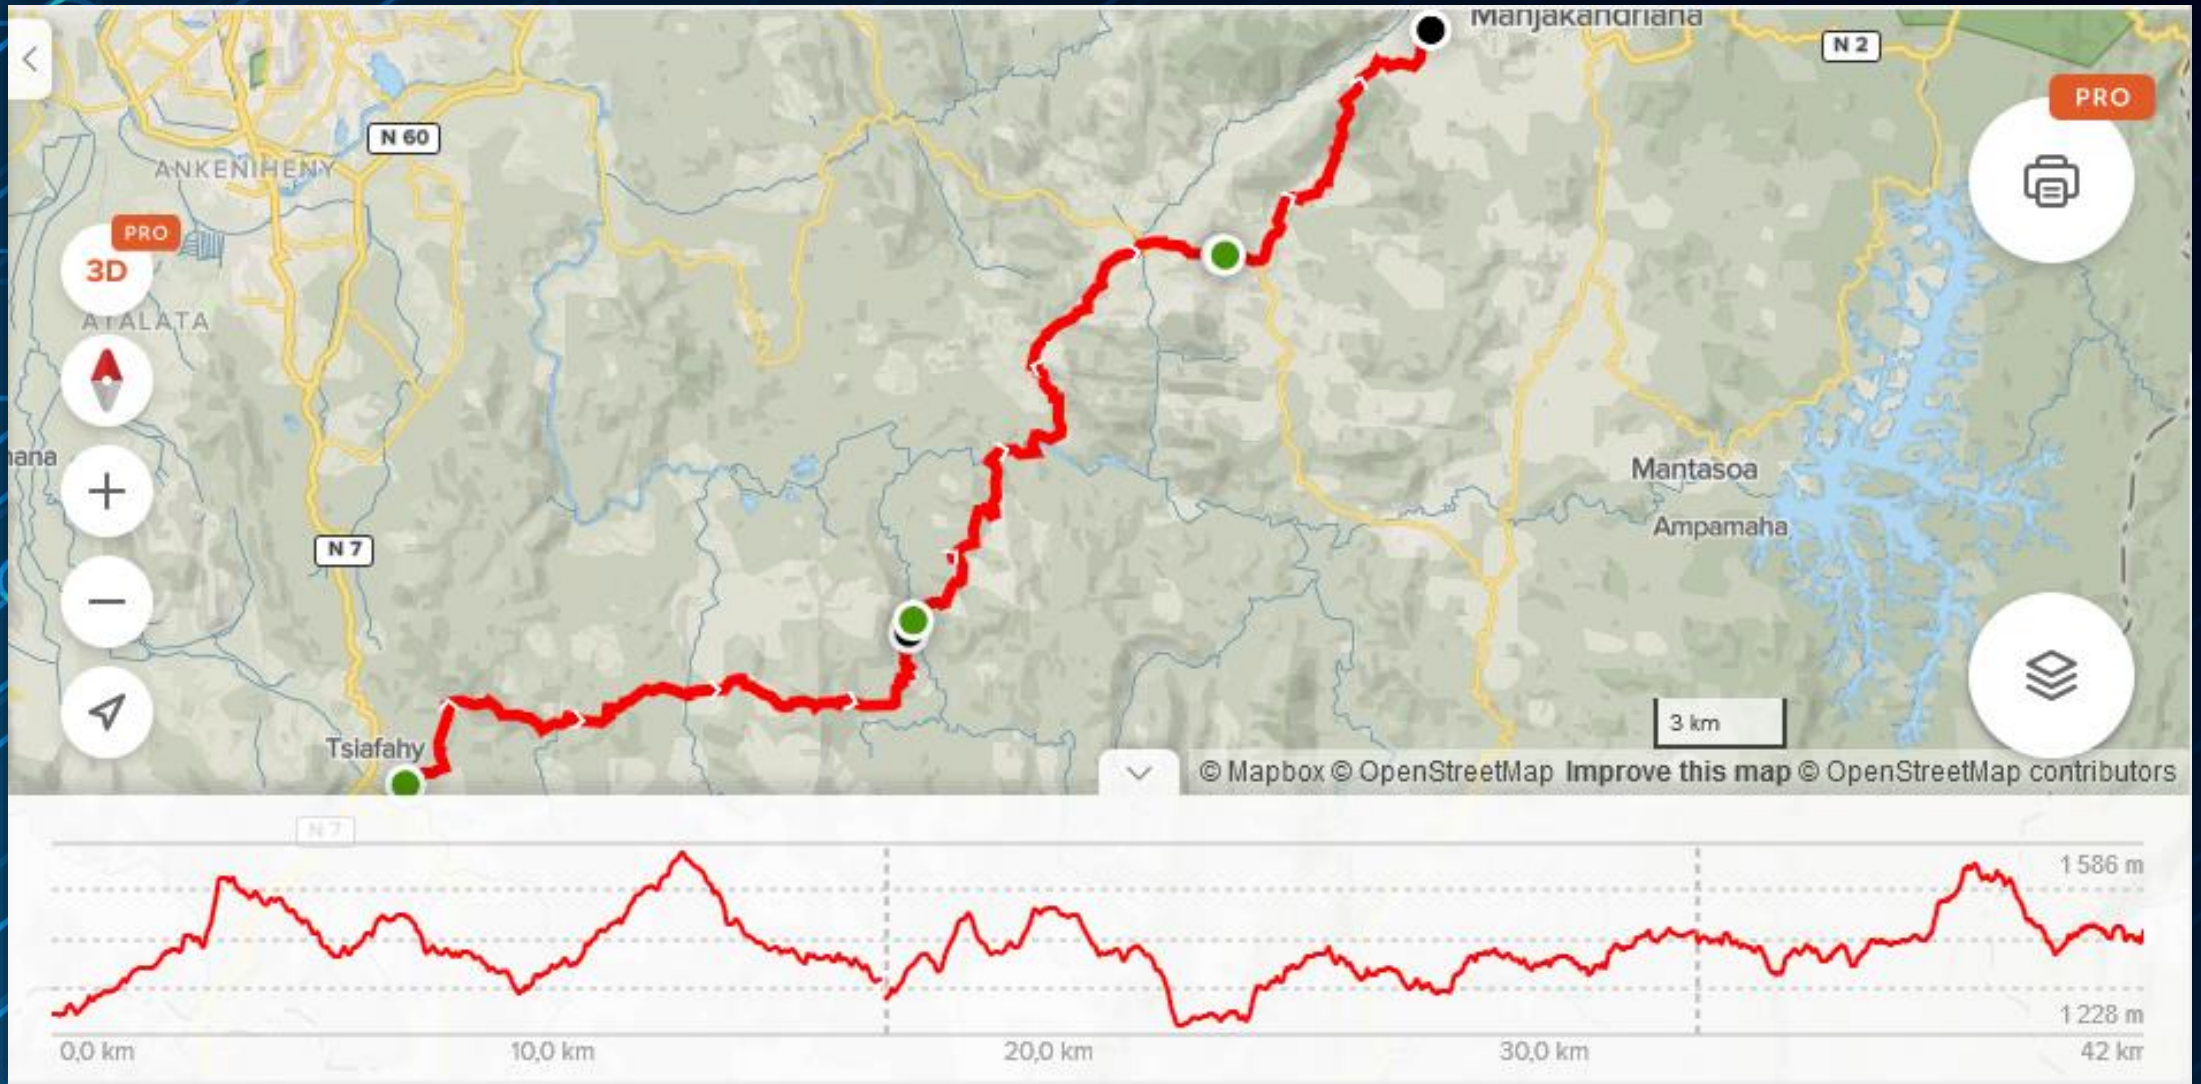 Manjakandriana
N 2
PRO
N 60
ANKENIHENY
PRO
3D
ATALATA
Mantasoa
Ampamaha
N 7
3 km
Tsiafahy
© Mapbox © OpenStreetMap Improve this map © OpenStreetMap contributors
N 7
1 586 m
1 228 m
0,0 km 10,0 km 20,0 km 30,0 km 42 km